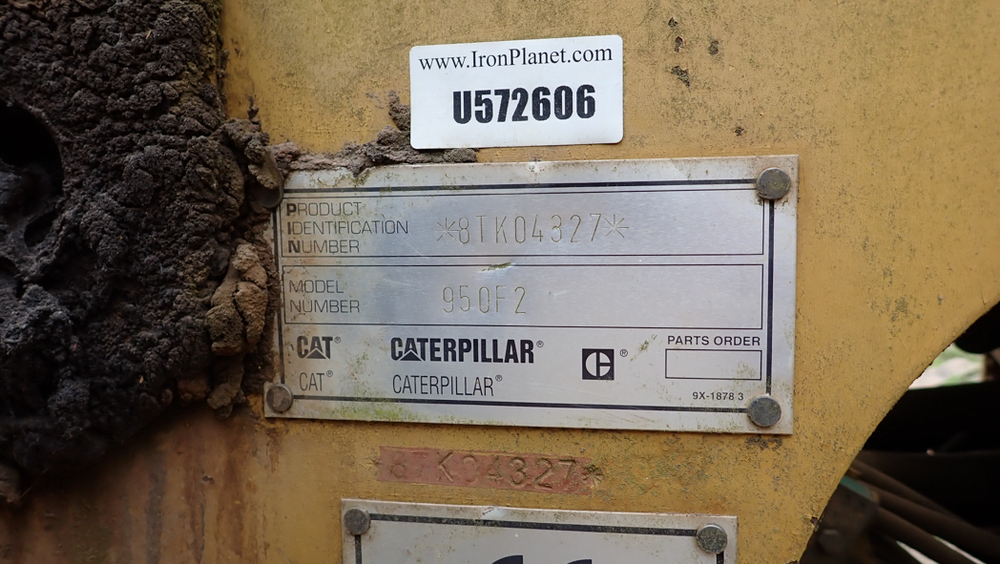 www.IronPlanet.com
U572606
PRODUCT
IDENTIFICATION
NUMBER
*8TK04327*
MODEL
NUMBER
950F2
CAT® CATERPILLAR® C®
CAT® CATERPILLAR®
PARTS ORDER
9X-1878 3
*8TK04327*